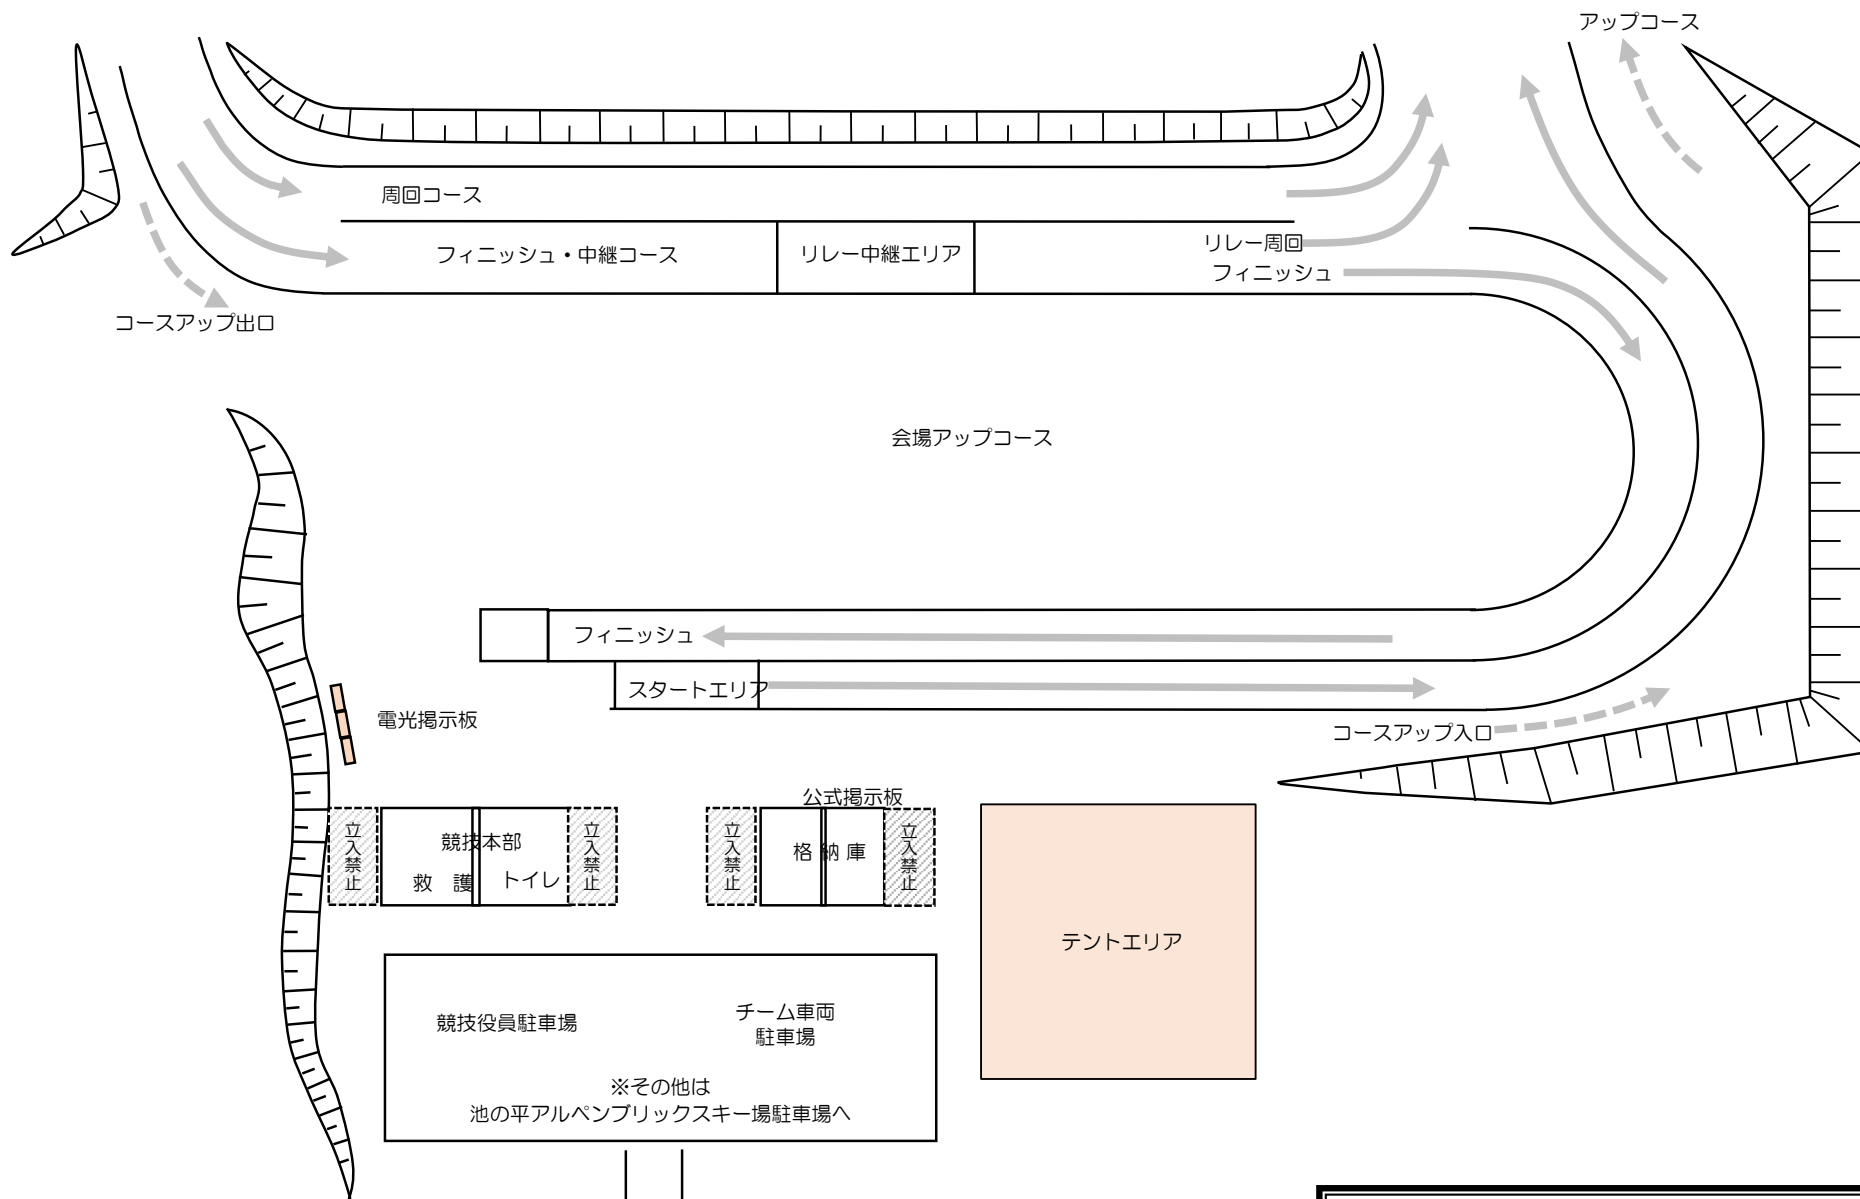 アップコース
周回コース
フィニッシュ・中継コース
リレー中継エリア
リレー周回
フィニッシュ
コースアップ出口
会場アップコース
フィニッシュ
スタートエリア
電光掲示板
コースアップ入口
公式掲示板
立入禁止
競技本部
救　護
トイレ
立入禁止
立入禁止
格 納 庫
立入禁止
テントエリア
競技役員駐車場
チーム車両
駐車場
※その他は
池の平アルペンブリックスキー場駐車場へ